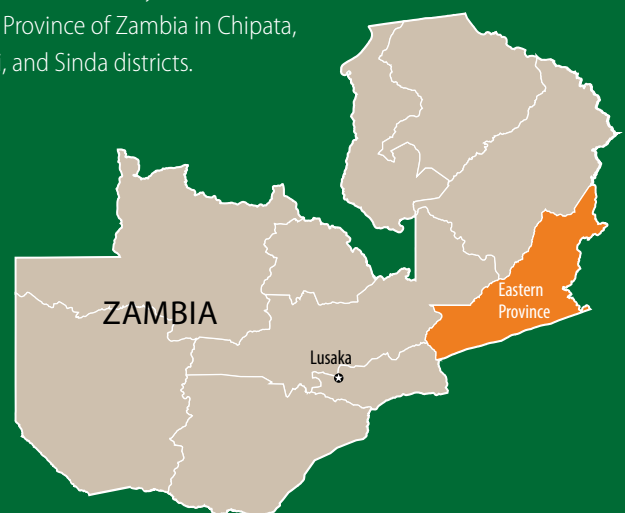 Province of Zambia in Chipata,
, and Sinda districts.
ZAMBIA
Eastern
Province
Lusaka